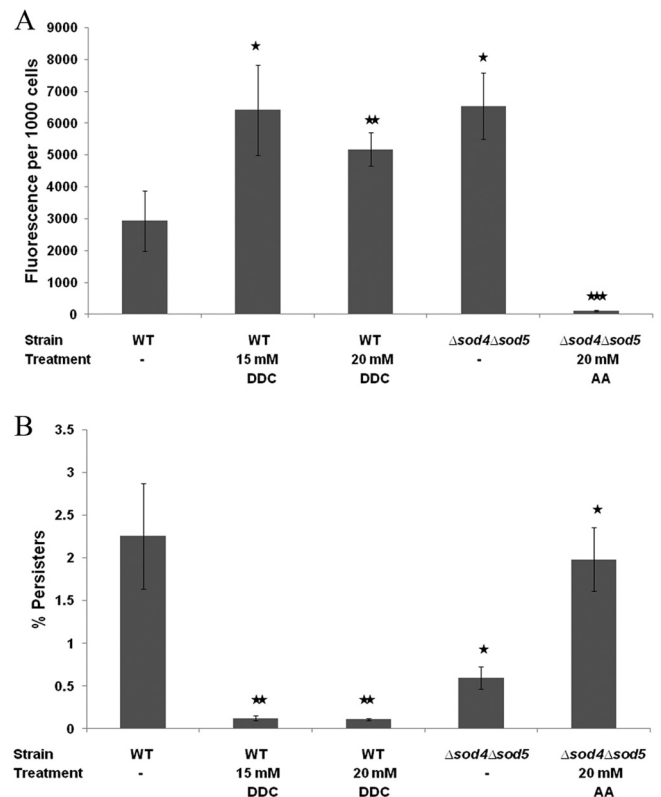 A
Fluorescence per 1000 cells
9000
8000
7000
6000
5000
4000
3000
2000
1000
0
★
★★
★
★★★
Strain WT WT WT Δsod4Δsod5 Δsod4Δsod5
Treatment - 15 mM 20 mM - 20 mM
DDC DDC AA
B
% Persisters
3.5
3
2.5
2
1.5
1
0.5
0
★★
★★
★
★
Strain WT WT WT Δsod4Δsod5 Δsod4Δsod5
Treatment - 15 mM 20 mM - 20 mM
DDC DDC AA